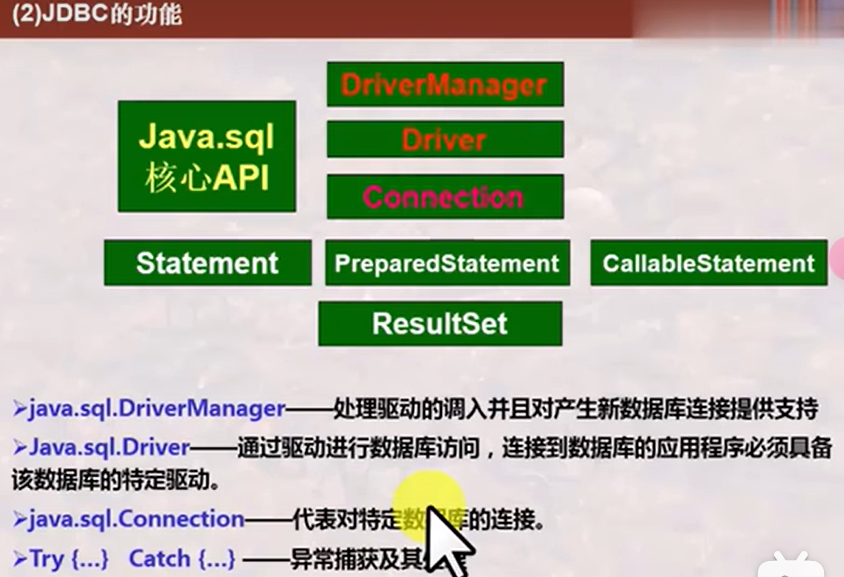 (2)JDBC的功能
DriverManager
Java.sql
核心API
Driver
Connection
Statement
PreparedStatement
CallableStatement
ResultSet
➢java.sql.DriverManager——处理驱动的调入并且对产生新数据库连接提供支持
➢Java.sql.Driver——通过驱动进行数据库访问，连接到数据库的应用程序必须具备
该数据库的特定驱动。
➢java.sql.Connection——代表对特定数据库的连接。
➢Try {...} Catch {...} ——异常捕获及其